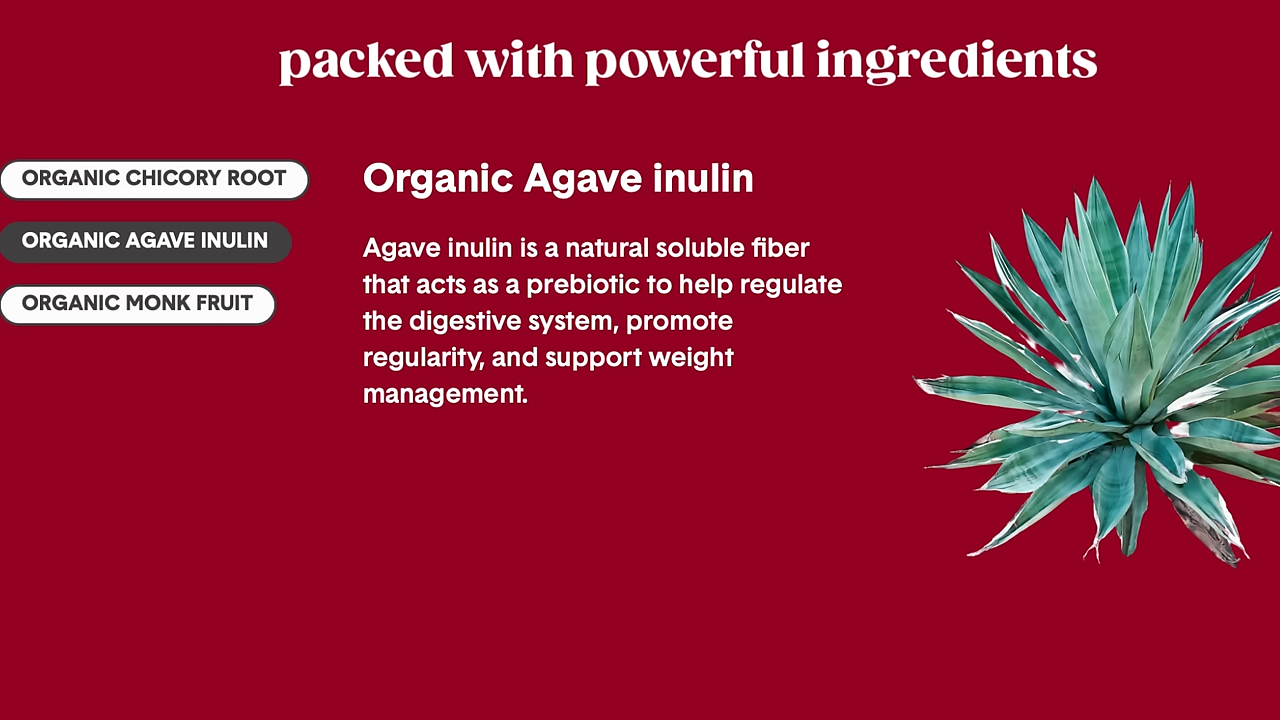 packed with powerful ingredients
ORGANIC CHICORY ROOT
ORGANIC AGAVE INULIN
ORGANIC MONK FRUIT
Organic Agave inulin
Agave inulin is a natural soluble fiber
that acts as a prebiotic to help regulate
the digestive system, promote
regularity, and support weight
management.